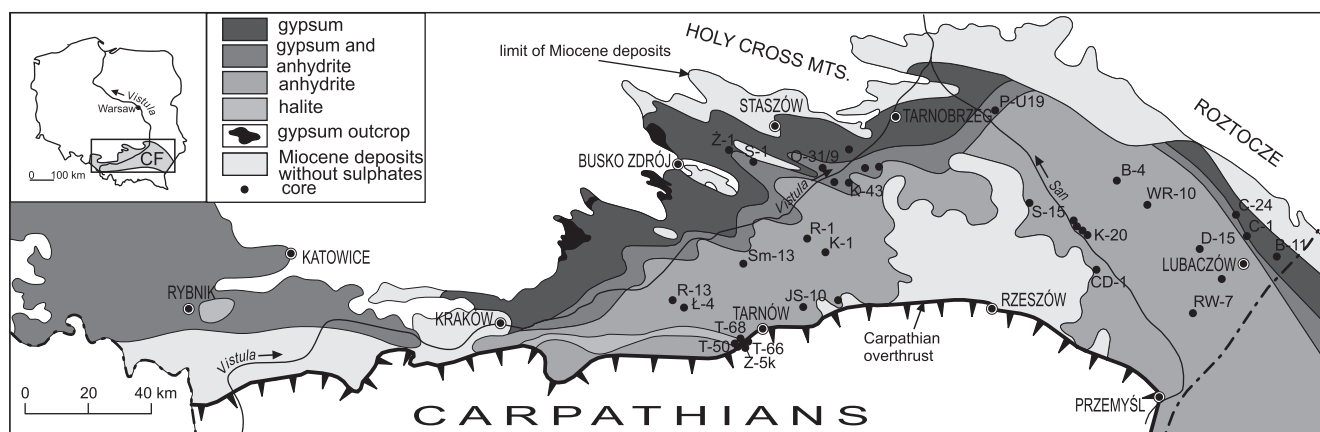 gypsum
gypsum and
anhydrite
anhydrite
halite
gypsum outcrop
Miocene deposits
without sulphates
core
Vistula
Warsaw
CF
0 100 km
limit of Miocene deposits
HOLY CROSS MTS.
ROZTOCZE
STASZÓW
TARNOBRZEG
P-U19
BUSKO ZDRÓJ
Ż-1
S-1
O-31/9
K-43
Vistula
San
B-4
WR-10
S-15
K-20
C-24
C-1
B-11
D-15
LUBACZÓW
CD-1
RW-7
R-1
K-1
Sm-13
KATOWICE
RYBNIK
R-13
Ł-4
JS-10
KRAKÓW
TARNÓW
RZESZÓW
T-68
T-50
T-66
Z-5k
Carpathian
overthrust
Vistula
PRZEMYŚL
0 20 40 km
CARPATHIANS